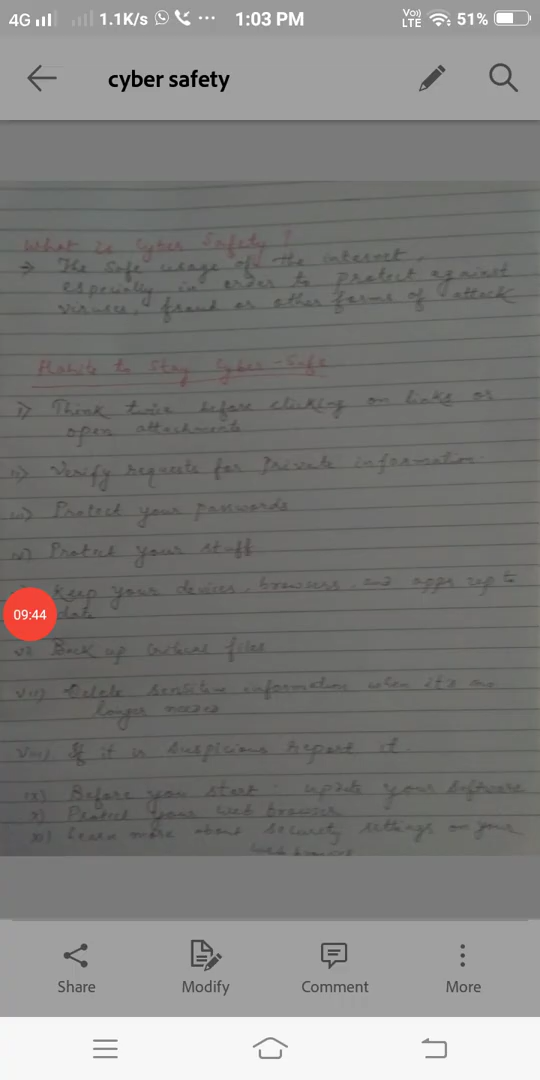 4G 1.1K/s ... 1:03 PM Vo)) LTE 51%
cyber safety
What is Cyber Safety?
→ The safe usage of the internet,
especially in order to protect against
viruses, fraud or other forms of attack
Habits to Stay Cyber-Safe
i) Think twice before clicking on links or
open attachments
ii) Verify requests for Private information.
iii) Protect your passwords
iv) Protect your stuff
Keep your devices, browsers, and apps up to
09:44 date
vi Back up critical files
vii) Delete sensitive information when it's no
longer needed
viii) If it is suspicious Report it.
ix) Before you start update your software
x) Protect your web browser
xi) Learn more about security settings on your
web browser
Share Modify Comment More